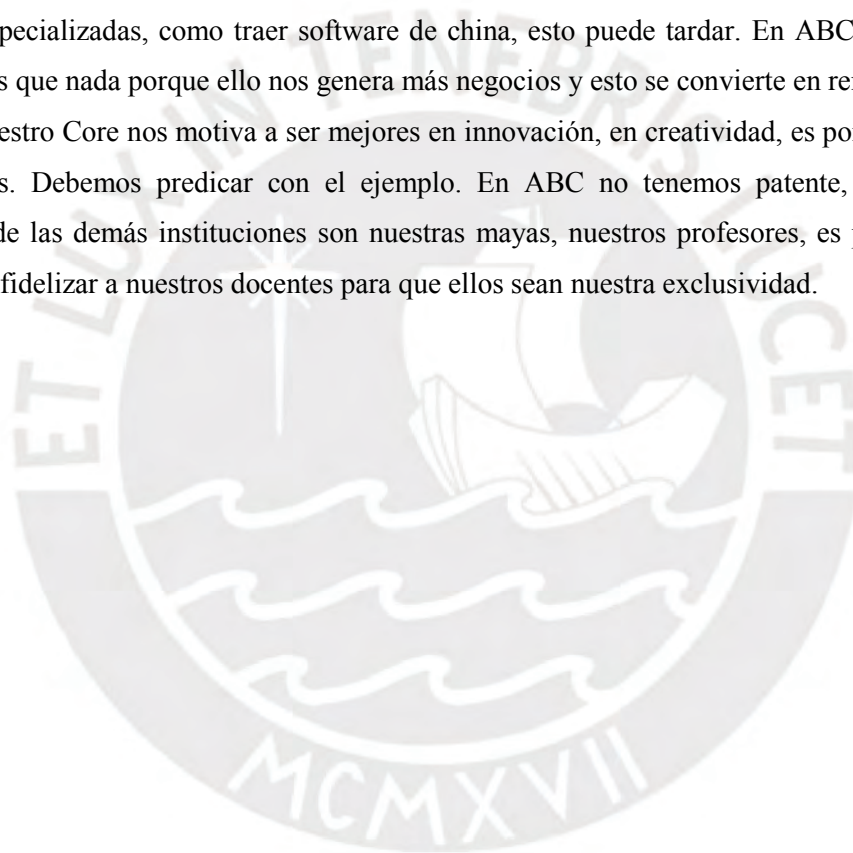 pecializadas, como traer software de china, esto puede tardar. En ABC
s que nada porque ello nos genera más negocios y esto se convierte en re
estro Core nos motiva a ser mejores en innovación, en creatividad, es po
s. Debemos predicar con el ejemplo. En ABC no tenemos patente,
de las demás instituciones son nuestras mayas, nuestros profesores, es
fidelizar a nuestros docentes para que ellos sean nuestra exclusividad.
ET LUX IN TENEBRIS LUCET
MCMXVII